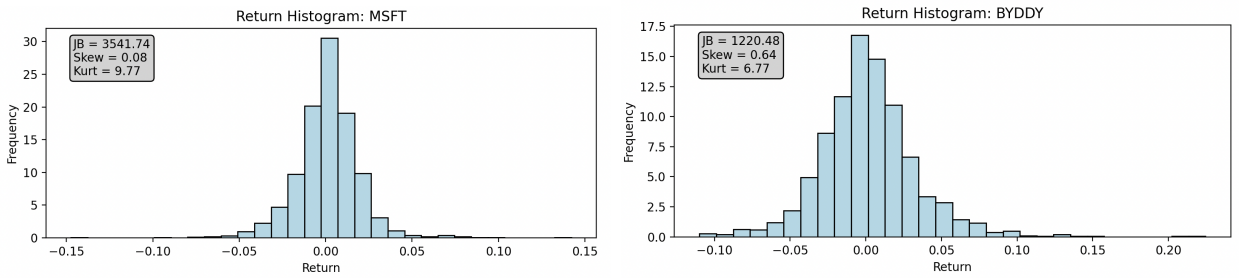 Return Histogram: MSFT
JB = 3541.74
Skew = 0.08
Kurt = 9.77
Frequency
30
25
20
15
10
5
0
−0.15 −0.10 −0.05 0.00 0.05 0.10 0.15
Return
Return Histogram: BYDDY
JB = 1220.48
Skew = 0.64
Kurt = 6.77
Frequency
17.5
15.0
12.5
10.0
7.5
5.0
2.5
0.0
−0.10 −0.05 0.00 0.05 0.10 0.15 0.20
Return